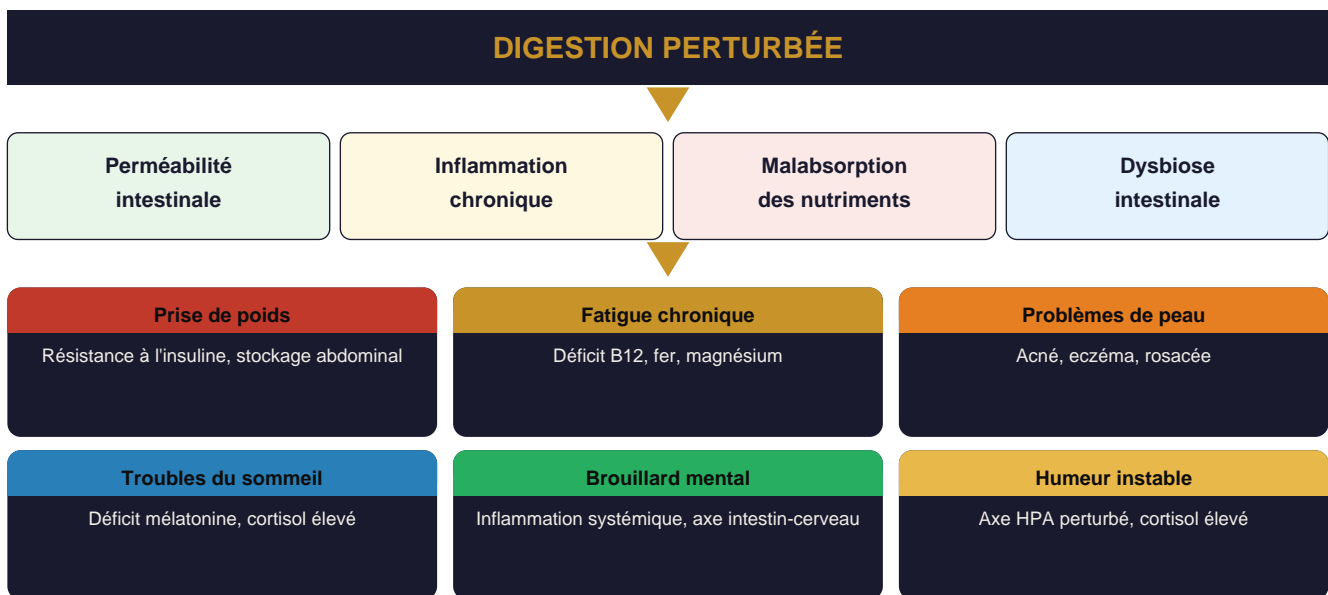 DIGESTION PERTURBÉE
Perméabilité
intestinale
Inflammation
chronique
Malabsorption
des nutriments
Dysbiose
intestinale
Prise de poids
Résistance à l'insuline, stockage abdominal
Fatigue chronique
Déficit B12, fer, magnésium
Problèmes de peau
Acné, eczéma, rosacée
Troubles du sommeil
Déficit mélatonine, cortisol élevé
Brouillard mental
Inflammation systémique, axe intestin-cerveau
Humeur instable
Axe HPA perturbé, cortisol élevé